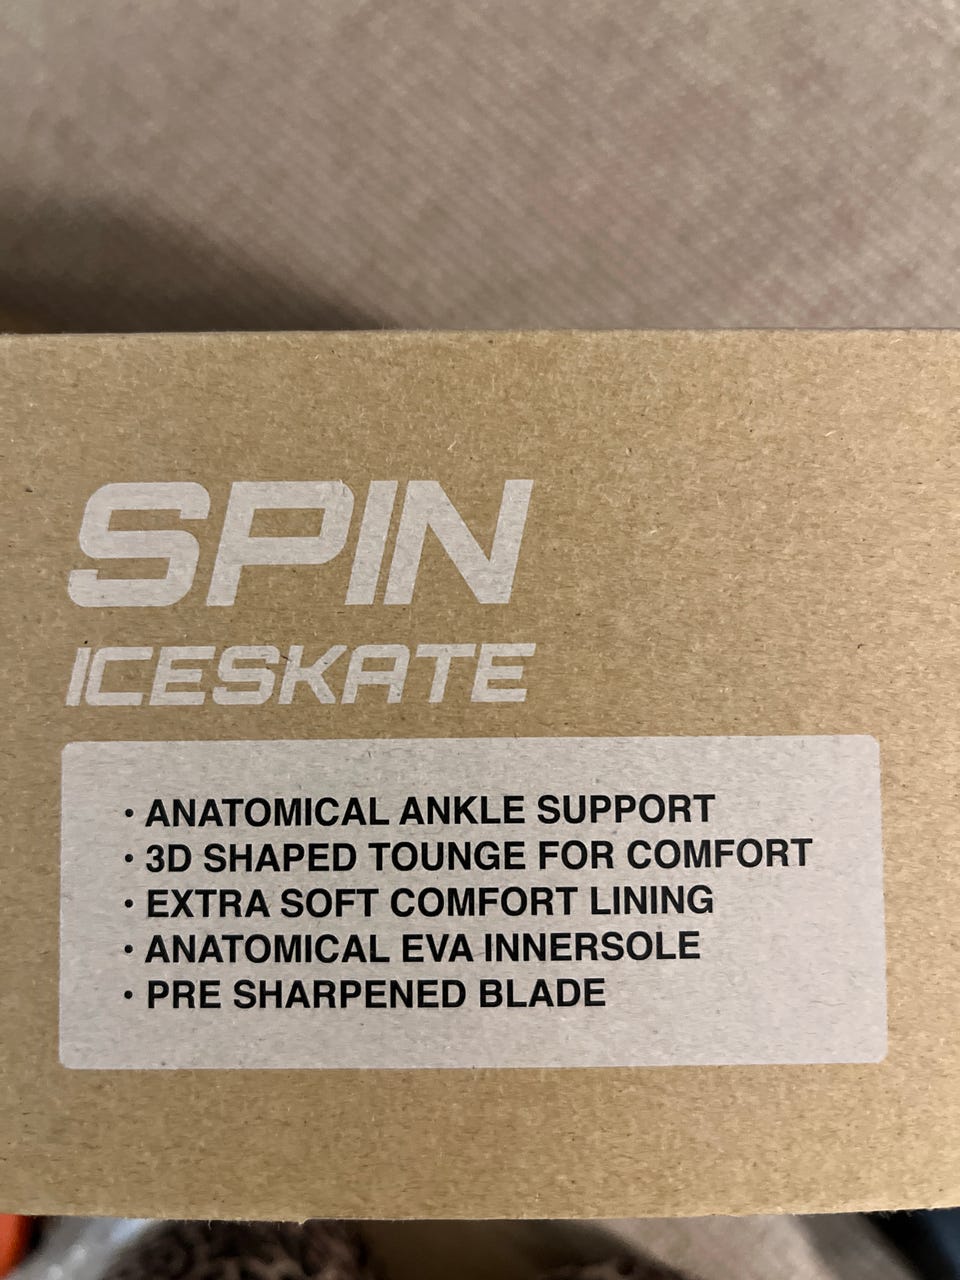 SPIN
ICESKATE
• ANATOMICAL ANKLE SUPPORT
• 3D SHAPED TOUNGE FOR COMFORT
• EXTRA SOFT COMFORT LINING
• ANATOMICAL EVA INNERSOLE
• PRE SHARPENED BLADE